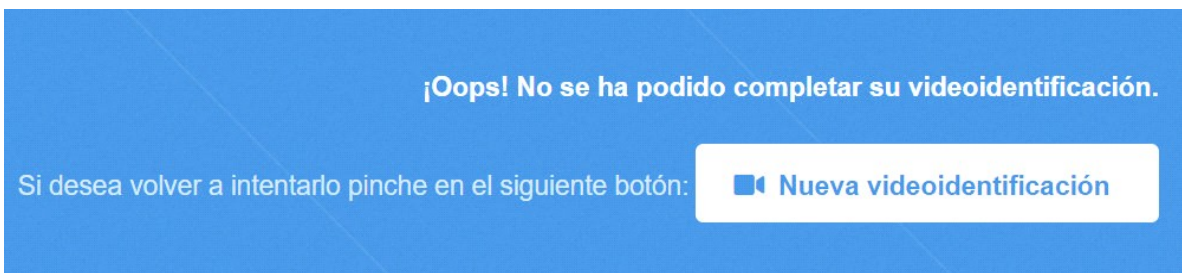 ¡Oops! No se ha podido completar su videoidentificación.
Si desea volver a intentarlo pinche en el siguiente botón: Nueva videoidentificación